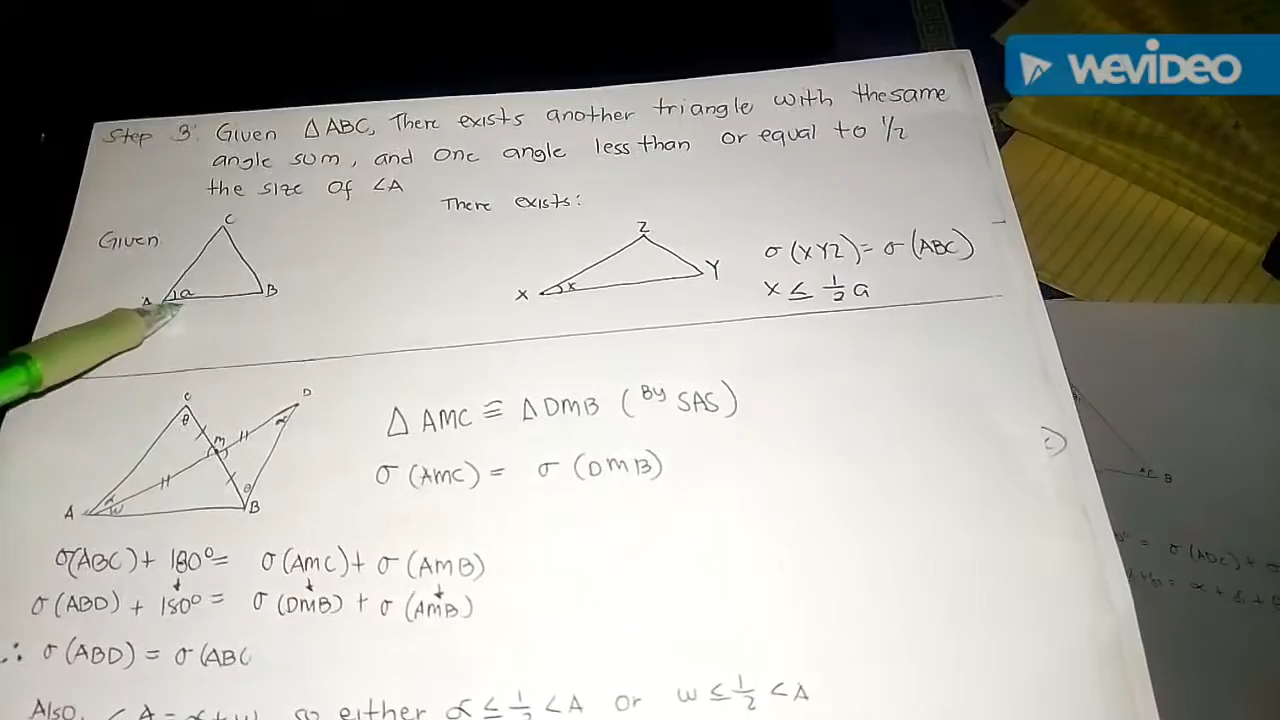 WEVIDEO
Step 3: Given △ABC, There exists another triangle with the same
angle sum, and one angle less than or equal to 1/2
the size of ∠A
There exists:
Given
C
A
a
B
Z
X
x
Y
σ(XYZ) = σ(ABC)
x ≤ 1/2 a
C
D
θ
α
M
α
w
θ
A
B
△AMC ≅ △DMB (By SAS)
σ(AMC) = σ(DMB)
σ(ABC) + 180° = σ(AMC) + σ(AMB)
σ(ABD) + 180° = σ(DMB) + σ(AMB)
∴ σ(ABD) = σ(ABC
Also, ∠A = α + w, so either α ≤ 1/2 ∠A or w ≤ 1/2 ∠A
B
= σ(ADC) +